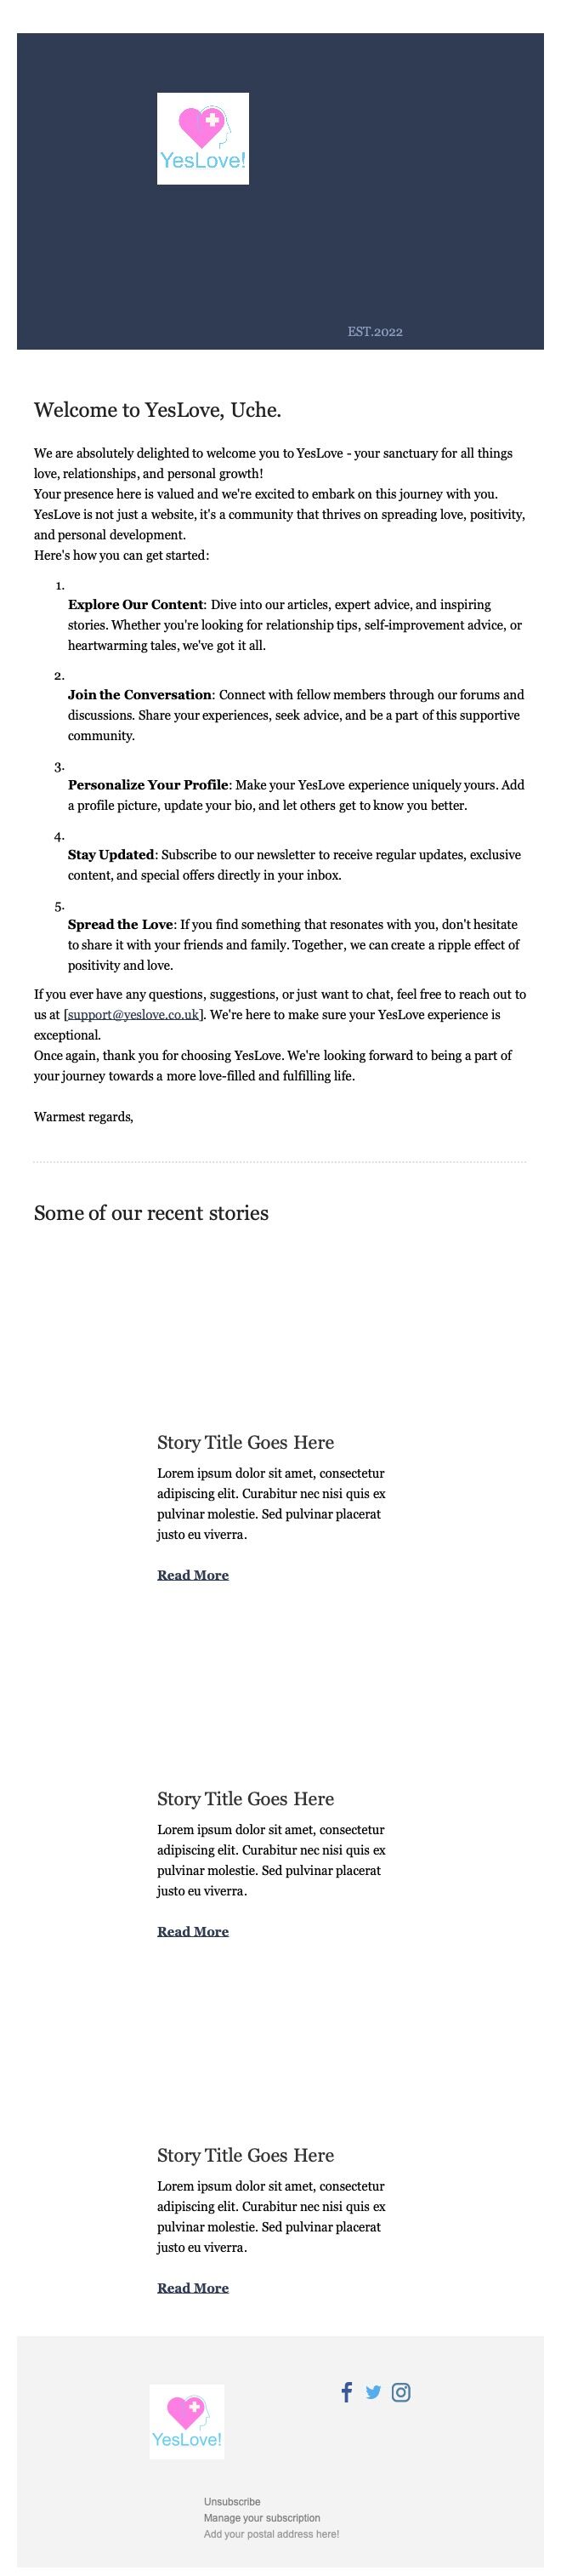 YesLove!
EST.2022
Welcome to YesLove, Uche.
We are absolutely delighted to welcome you to YesLove - your sanctuary for all things
love, relationships, and personal growth!
Your presence here is valued and we're excited to embark on this journey with you.
YesLove is not just a website, it's a community that thrives on spreading love, positivity,
and personal development.
Here's how you can get started:
1.
Explore Our Content: Dive into our articles, expert advice, and inspiring
stories. Whether you're looking for relationship tips, self-improvement advice, or
heartwarming tales, we've got it all.
2.
Join the Conversation: Connect with fellow members through our forums and
discussions. Share your experiences, seek advice, and be a part of this supportive
community.
3.
Personalize Your Profile: Make your YesLove experience uniquely yours. Add
a profile picture, update your bio, and let others get to know you better.
4.
Stay Updated: Subscribe to our newsletter to receive regular updates, exclusive
content, and special offers directly in your inbox.
5.
Spread the Love: If you find something that resonates with you, don't hesitate
to share it with your friends and family. Together, we can create a ripple effect of
positivity and love.
If you ever have any questions, suggestions, or just want to chat, feel free to reach out to
us at [support@yeslove.co.uk]. We're here to make sure your YesLove experience is
exceptional.
Once again, thank you for choosing YesLove. We're looking forward to being a part of
your journey towards a more love-filled and fulfilling life.
Warmest regards,
Some of our recent stories
Story Title Goes Here
Lorem ipsum dolor sit amet, consectetur
adipiscing elit. Curabitur nec nisi quis ex
pulvinar molestie. Sed pulvinar placerat
justo eu viverra.
Read More
Story Title Goes Here
Lorem ipsum dolor sit amet, consectetur
adipiscing elit. Curabitur nec nisi quis ex
pulvinar molestie. Sed pulvinar placerat
justo eu viverra.
Read More
Story Title Goes Here
Lorem ipsum dolor sit amet, consectetur
adipiscing elit. Curabitur nec nisi quis ex
pulvinar molestie. Sed pulvinar placerat
justo eu viverra.
Read More
YesLove!
Unsubscribe
Manage your subscription
Add your postal address here!